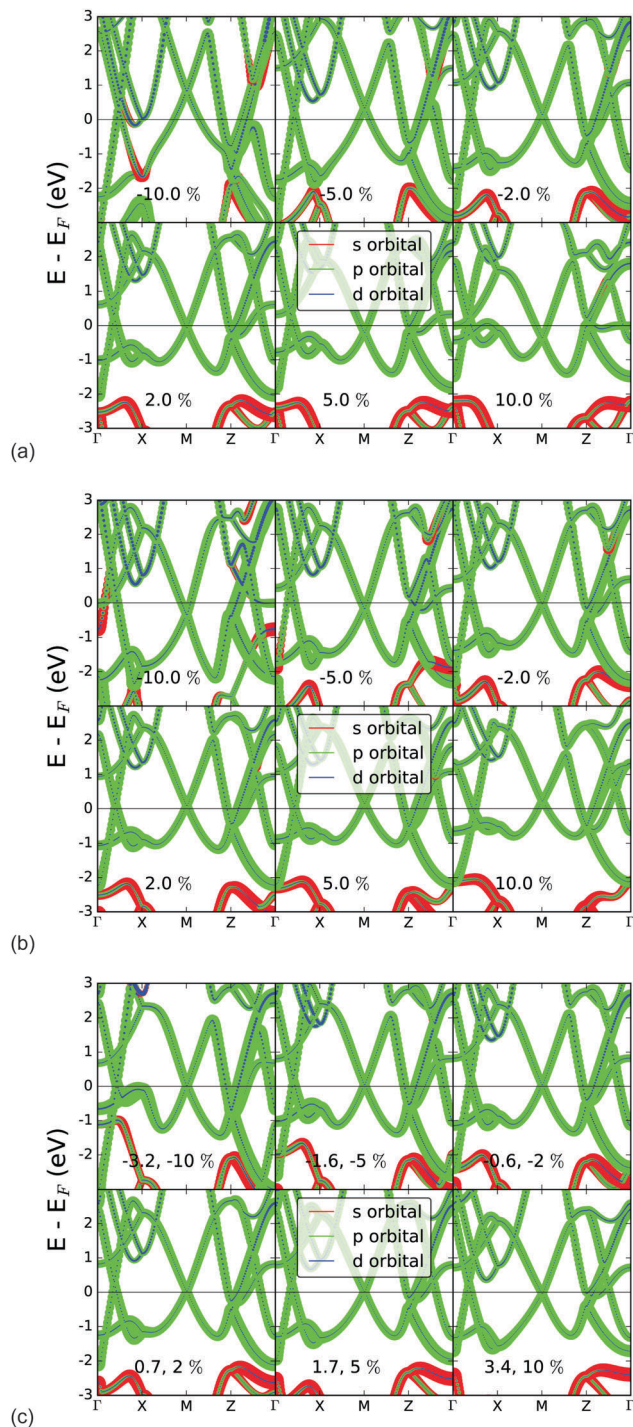 3
2
1
0
-1
-2
-10.0 %
-5.0 %
-2.0 %
E - E_F (eV)
s orbital
p orbital
d orbital
2
1
0
-1
-2
-3
2.0 %
5.0 %
10.0 %
Γ X M Z Γ X M Z Γ X M Z Γ
(a)
3
2
1
0
-1
-2
-10.0 %
-5.0 %
-2.0 %
E - E_F (eV)
s orbital
p orbital
d orbital
2
1
0
-1
-2
-3
2.0 %
5.0 %
10.0 %
Γ X M Z Γ X M Z Γ X M Z Γ
(b)
3
2
1
0
-1
-2
-3.2, -10 %
-1.6, -5 %
-0.6, -2 %
E - E_F (eV)
s orbital
p orbital
d orbital
2
1
0
-1
-2
-3
0.7, 2 %
1.7, 5 %
3.4, 10 %
Γ X M Z Γ X M Z Γ X M Z Γ
(c)